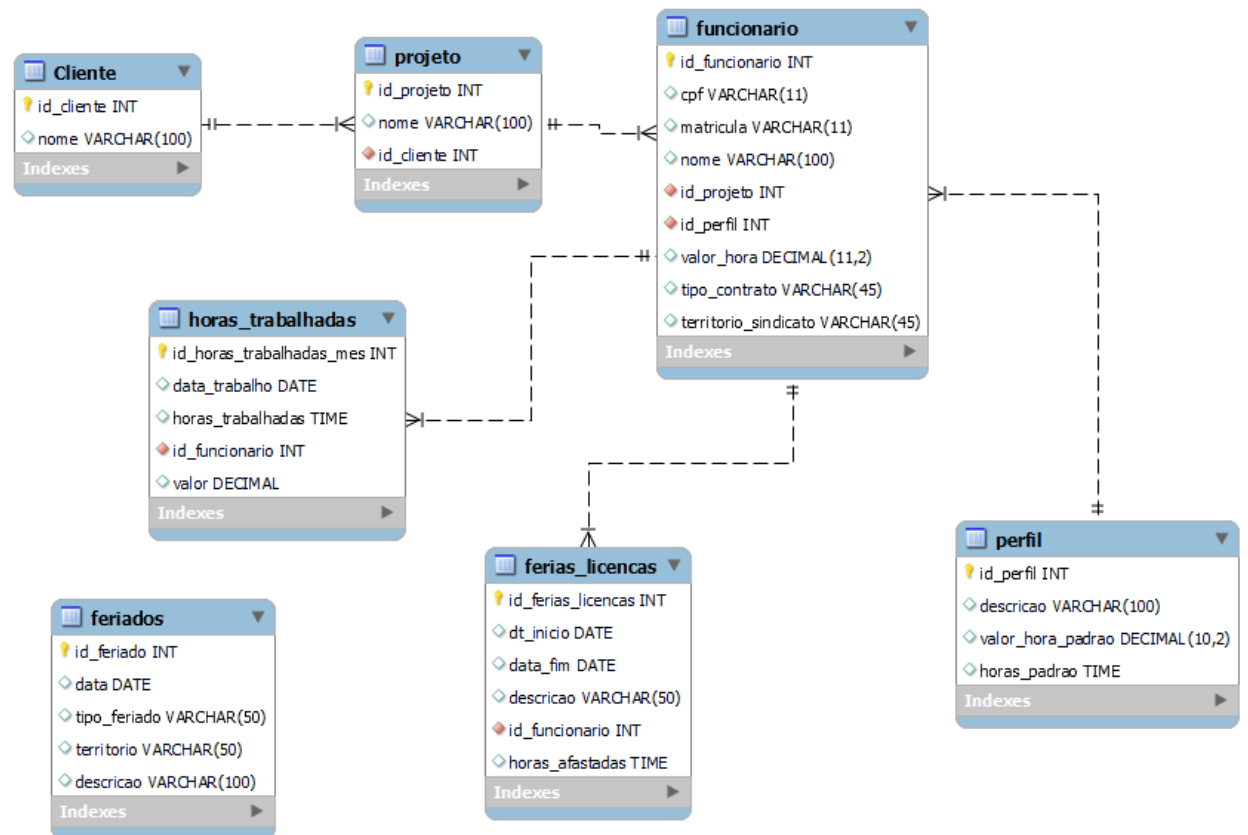 Cliente
id_cliente INT
nome VARCHAR(100)
Indexes
projeto
id_projeto INT
nome VARCHAR(100)
id_cliente INT
Indexes
funcionario
id_funcionario INT
cpf VARCHAR(11)
matricula VARCHAR(11)
nome VARCHAR(100)
id_projeto INT
id_perfil INT
valor_hora DECIMAL(11,2)
tipo_contrato VARCHAR(45)
territorio_sindicato VARCHAR(45)
Indexes
horas_trabalhadas
id_horas_trabalhadas_mes INT
data_trabalho DATE
horas_trabalhadas TIME
id_funcionario INT
valor DECIMAL
Indexes
ferias_licencas
id_ferias_licencas INT
dt_inicio DATE
data_fim DATE
descricao VARCHAR(50)
id_funcionario INT
horas_afastadas TIME
Indexes
perfil
id_perfil INT
descricao VARCHAR(100)
valor_hora_padrao DECIMAL(10,2)
horas_padrao TIME
Indexes
feriados
id_feriado INT
data DATE
tipo_feriado VARCHAR(50)
territorio VARCHAR(50)
descricao VARCHAR(100)
Indexes